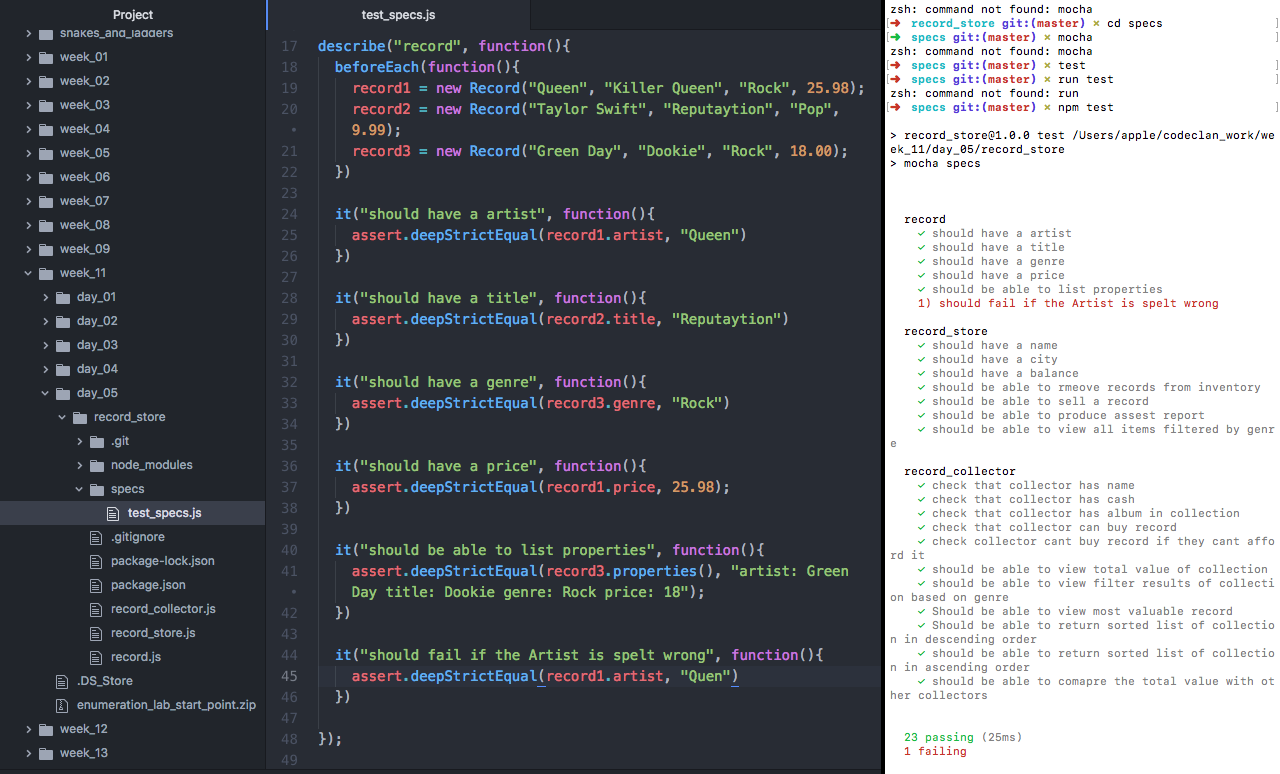 Project
snakes_and_ladders
week_01
week_02
week_03
week_04
week_05
week_06
week_07
week_08
week_09
week_11
day_01
day_02
day_03
day_04
day_05
record_store
.git
node_modules
specs
test_specs.js
.gitignore
package-lock.json
package.json
record_collector.js
record_store.js
record.js
.DS_Store
enumeration_lab_start_point.zip
week_12
week_13
test_specs.js
17 describe("record", function(){
18 beforeEach(function(){
19 record1 = new Record("Queen", "Killer Queen", "Rock", 25.98);
20 record2 = new Record("Taylor Swift", "Reputaytion", "Pop",
• 9.99);
21 record3 = new Record("Green Day", "Dookie", "Rock", 18.00);
22 })
23
24 it("should have a artist", function(){
25 assert.deepStrictEqual(record1.artist, "Queen")
26 })
27
28 it("should have a title", function(){
29 assert.deepStrictEqual(record2.title, "Reputaytion")
30 })
31
32 it("should have a genre", function(){
33 assert.deepStrictEqual(record3.genre, "Rock")
34 })
35
36 it("should have a price", function(){
37 assert.deepStrictEqual(record1.price, 25.98);
38 })
39
40 it("should be able to list properties", function(){
41 assert.deepStrictEqual(record3.properties(), "artist: Green
• Day title: Dookie genre: Rock price: 18");
42 })
43
44 it("should fail if the Artist is spelt wrong", function(){
45 assert.deepStrictEqual(record1.artist, "Quen")
46 })
47
48 });
49
zsh: command not found: mocha
[➜ record_store git:(master) × cd specs ]
[➜ specs git:(master) × mocha ]
zsh: command not found: mocha
[➜ specs git:(master) × test ]
[➜ specs git:(master) × run test ]
zsh: command not found: run
[➜ specs git:(master) × npm test ]
> record_store@1.0.0 test /Users/apple/codeclan_work/we
ek_11/day_05/record_store
> mocha specs
record
✓ should have a artist
✓ should have a title
✓ should have a genre
✓ should have a price
✓ should be able to list properties
1) should fail if the Artist is spelt wrong
record_store
✓ should have a name
✓ should have a city
✓ should have a balance
✓ should be able to rmeove records from inventory
✓ should be able to sell a record
✓ should be able to produce assest report
✓ should be able to view all items filtered by genr
e
record_collector
✓ check that collector has name
✓ check that collector has cash
✓ check that collector has album in collection
✓ check that collector can buy record
✓ check collector cant buy record if they cant affo
rd it
✓ should be able to view total value of collection
✓ should be able to view filter results of collecti
on based on genre
✓ Should be able to view most valuable record
✓ Should be able to return sorted list of collectio
n in descending order
✓ should be able to return sorted list of collectio
n in ascending order
✓ should be able to comapre the total value with ot
her collectors
23 passing (25ms)
1 failing